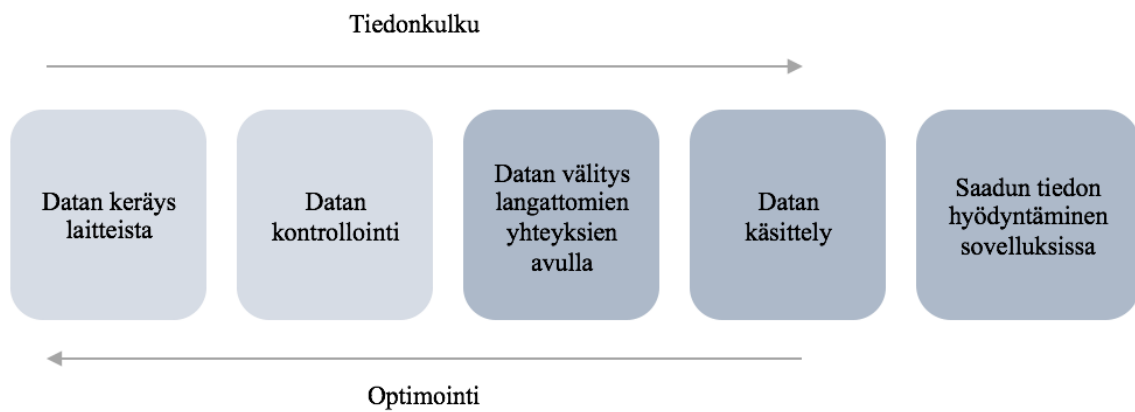 Tiedonkulku
Datan keräys
laitteista
Datan
kontrollointi
Datan välitys
langattomien
yhteyksien
avulla
Datan
käsittely
Saadun tiedon
hyödyntäminen
sovelluksissa
Optimointi